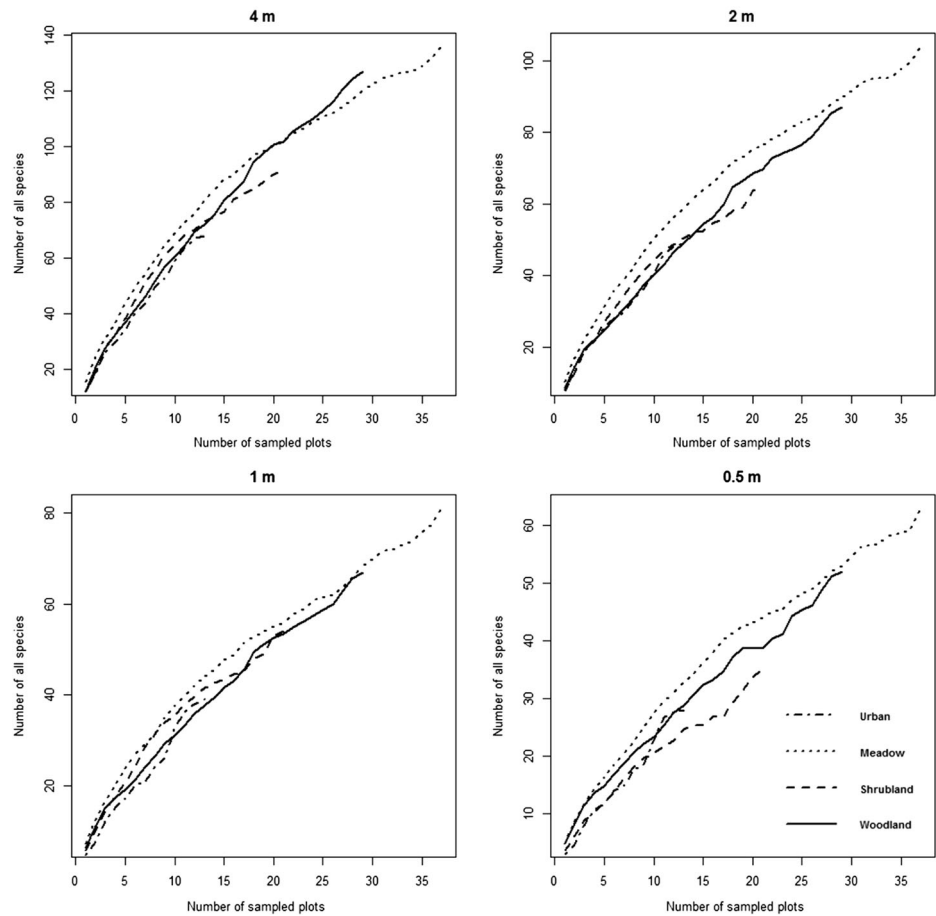 4 m
Number of all species
140
120
100
80
60
40
20
0 5 10 15 20 25 30 35
Number of sampled plots
2 m
Number of all species
100
80
60
40
20
0 5 10 15 20 25 30 35
Number of sampled plots
1 m
Number of all species
80
60
40
20
0 5 10 15 20 25 30 35
Number of sampled plots
0.5 m
Number of all species
60
50
40
30
20
10
0 5 10 15 20 25 30 35
Number of sampled plots
Urban
Meadow
Shrubland
Woodland